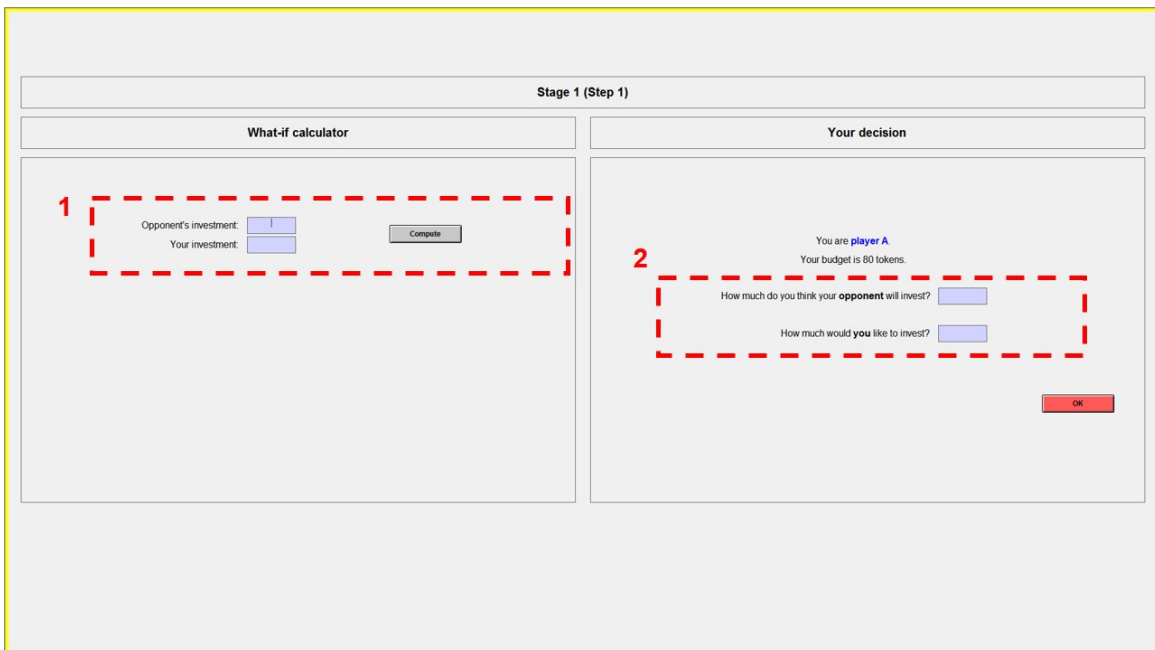 Stage 1 (Step 1)
What-if calculator
Your decision
1
Opponent's investment:
Your investment:
Compute
You are player A.
Your budget is 80 tokens.
2
How much do you think your opponent will invest?
How much would you like to invest?
OK